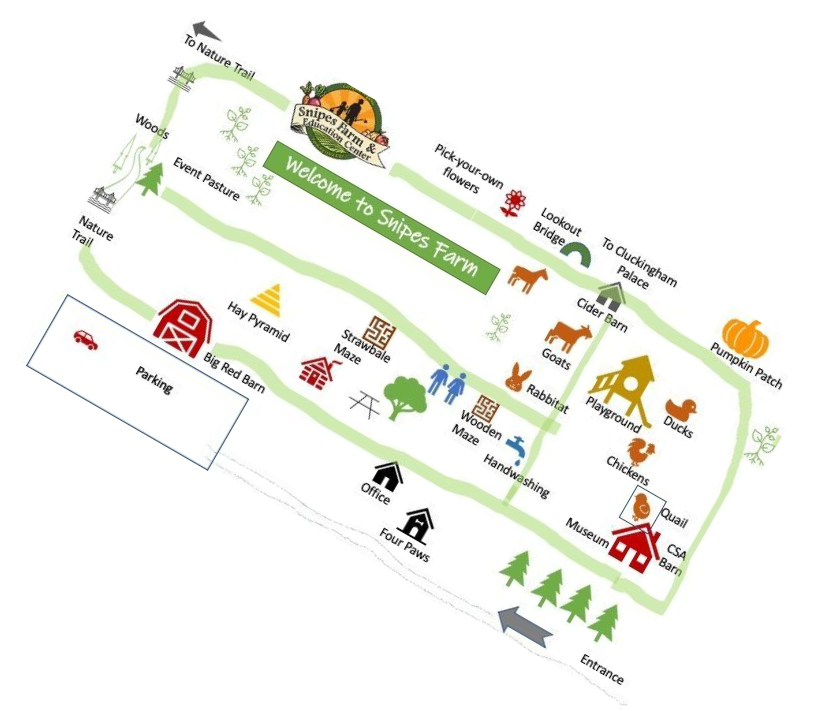 To Nature Trail
Snipes Farm &
Education Center
Woods
Event Pasture
Welcome to Snipes Farm
Pick-your-own
flowers
Lookout
Bridge
To Cluckingham
Palace
Nature
Trail
Hay Pyramid
Strawbale
Maze
Cider Barn
Goats
Pumpkin Patch
Parking
Big Red Barn
Rabbitat
Playground
Ducks
Wooden
Maze
Handwashing
Chickens
Office
Four Paws
Quail
Museum
CSA
Barn
Entrance